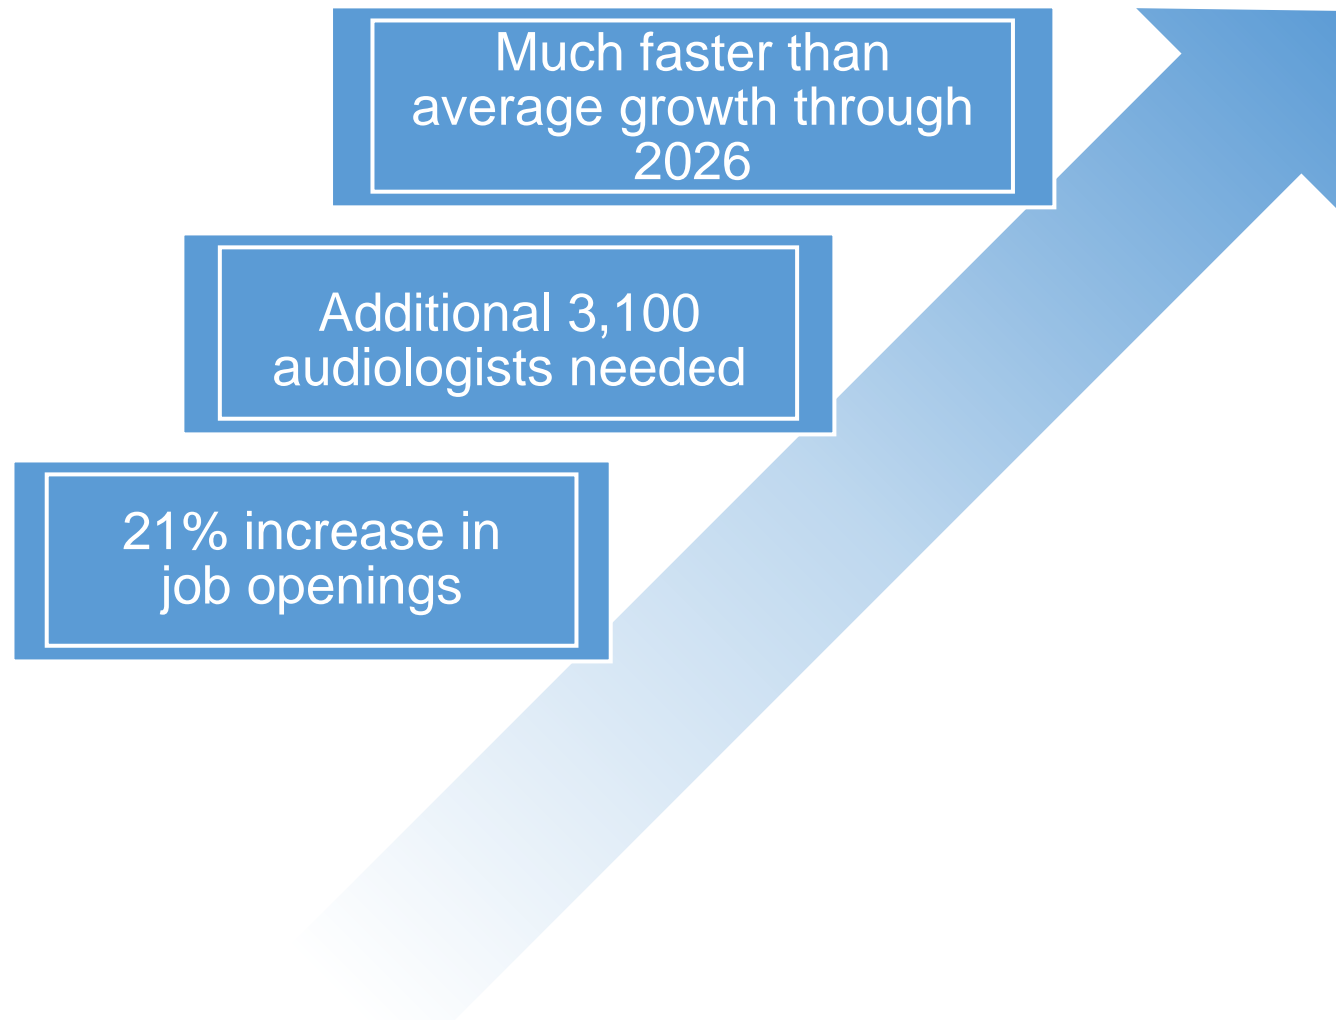 Much faster than
average growth through
2026
Additional 3,100
audiologists needed
21% increase in
job openings